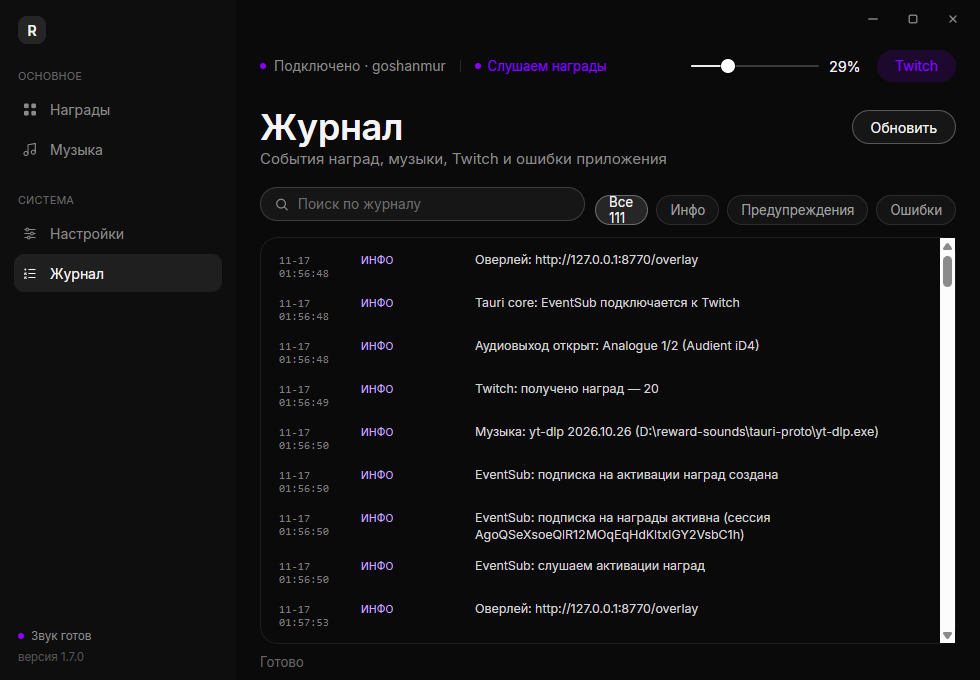 R
ОСНОВНОЕ
Награды
Музыка
СИСТЕМА
Настройки
Журнал
Звук готов
версия 1.7.0
Подключено · goshanmur
Слушаем награды
29%
Twitch
Журнал
Обновить
События наград, музыки, Twitch и ошибки приложения
Поиск по журналу
Все
111
Инфо
Предупреждения
Ошибки
11-17
01:56:48
ИНФО
Оверлей: http://127.0.0.1:8770/overlay
11-17
01:56:48
ИНФО
Tauri core: EventSub подключается к Twitch
11-17
01:56:48
ИНФО
Аудиовыход открыт: Analogue 1/2 (Audient iD4)
11-17
01:56:49
ИНФО
Twitch: получено наград — 20
11-17
01:56:50
ИНФО
Музыка: yt-dlp 2026.10.26 (D:\reward-sounds\tauri-proto\yt-dlp.exe)
11-17
01:56:50
ИНФО
EventSub: подписка на активации наград создана
11-17
01:56:50
ИНФО
EventSub: подписка на награды активна (сессия
AgoQSeXsoeQlR12MOqEqHdKltxIGY2VsbC1h)
11-17
01:56:50
ИНФО
EventSub: слушаем активации наград
11-17
01:57:53
ИНФО
Оверлей: http://127.0.0.1:8770/overlay
Готово